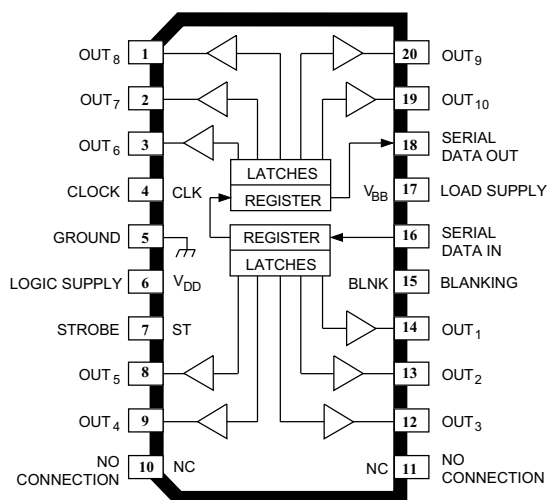 OUT8 1 20 OUT9
OUT7 2 19 OUT10
OUT6 3 18 SERIAL
DATA OUT
LATCHES
REGISTER
CLOCK 4 CLK VBB 17 LOAD SUPPLY
GROUND 5 REGISTER 16 SERIAL
DATA IN
LATCHES
LOGIC SUPPLY 6 VDD BLNK 15 BLANKING
STROBE 7 ST 14 OUT1
OUT5 8 13 OUT2
OUT4 9 12 OUT3
NO
CONNECTION 10 NC NC 11 NO
CONNECTION